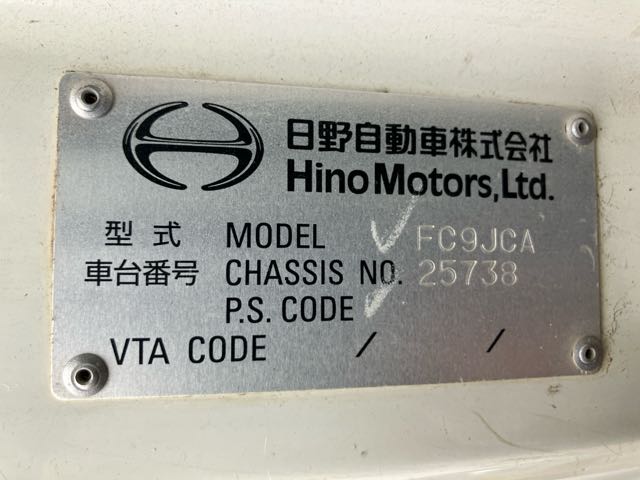 日野自動車株式会社
Hino Motors, Ltd.
型式 MODEL FC9JCA
車台番号 CHASSIS NO. 25738
P.S. CODE
VTA CODE / /